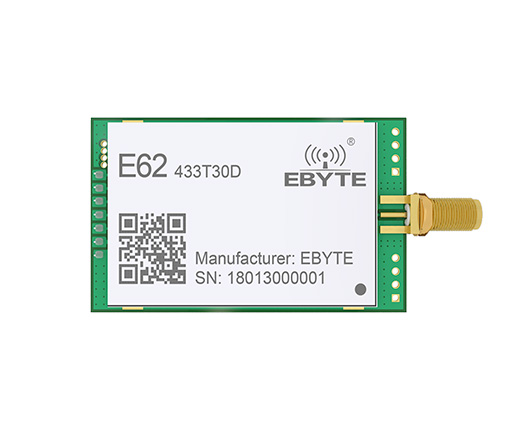 E62 433T30D
®
EBYTE
Manufacturer: EBYTE
SN: 18013000001